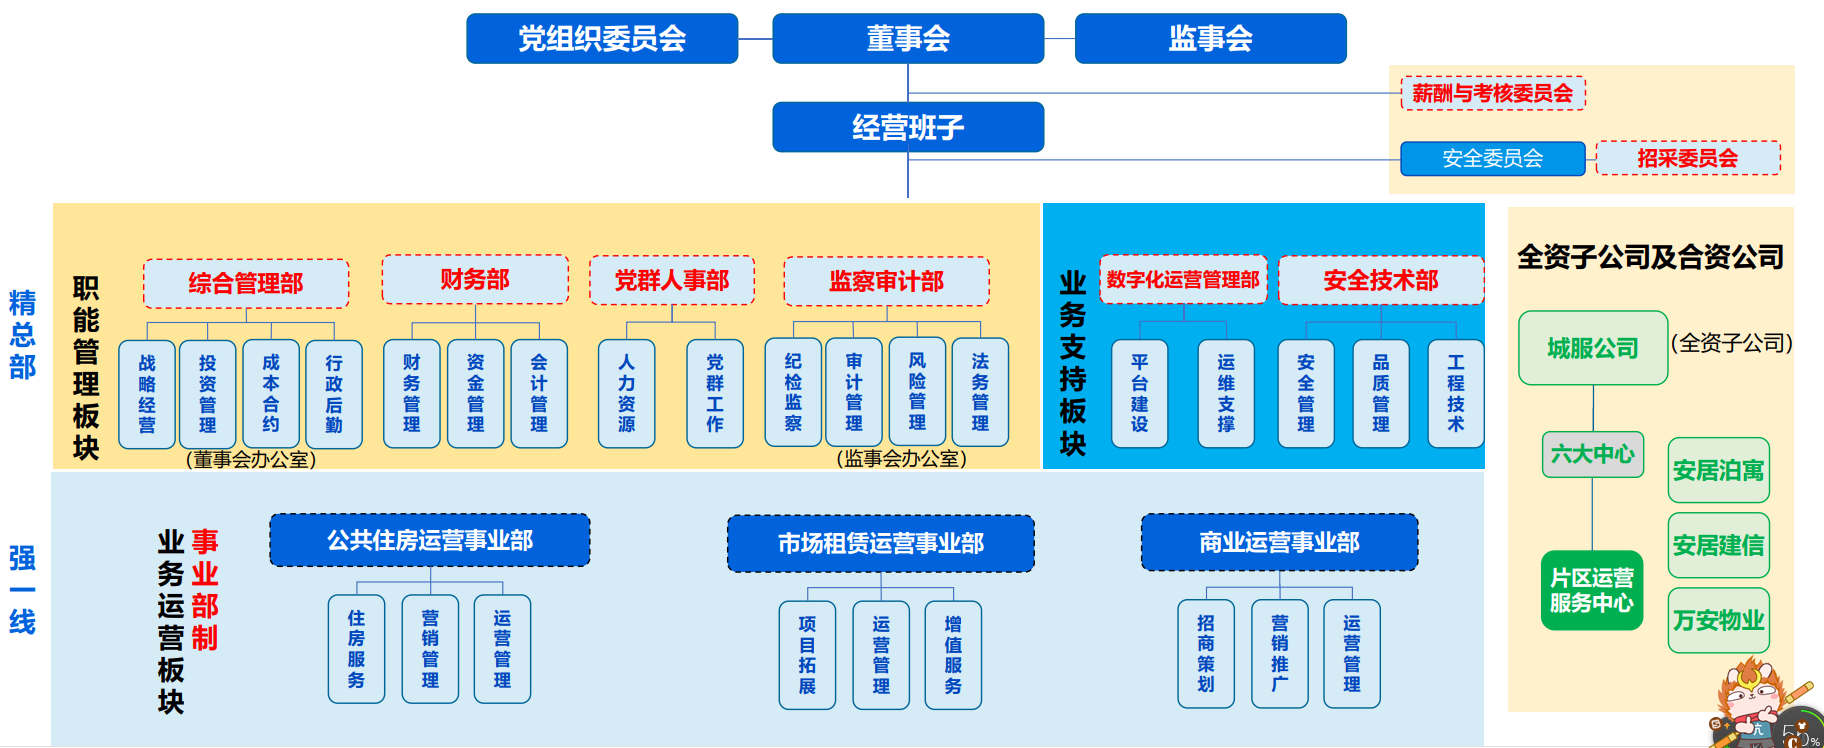 党组织委员会
董事会
监事会
经营班子
薪酬与考核委员会
安全委员会
招采委员会
精总部
职能管理板块
综合管理部
战略经营
投资管理
成本合约
行政后勤
(董事会办公室)
财务部
财务管理
资金管理
会计管理
党群人事部
人力资源
党群工作
监察审计部
纪检监察
审计管理
风险管理
法务管理
(监事会办公室)
业务支持板块
数字化运营管理部
平台建设
运维支撑
安全技术部
安全管理
品质管理
工程技术
强一线
业务运营板块
事业部制
公共住房运营事业部
住房服务
营销管理
运营管理
市场租赁运营事业部
项目拓展
运营管理
增值服务
商业运营事业部
招商策划
营销推广
运营管理
全资子公司及合资公司
城服公司
(全资子公司)
六大中心
片区运营
服务中心
安居泊寓
安居建信
万安物业